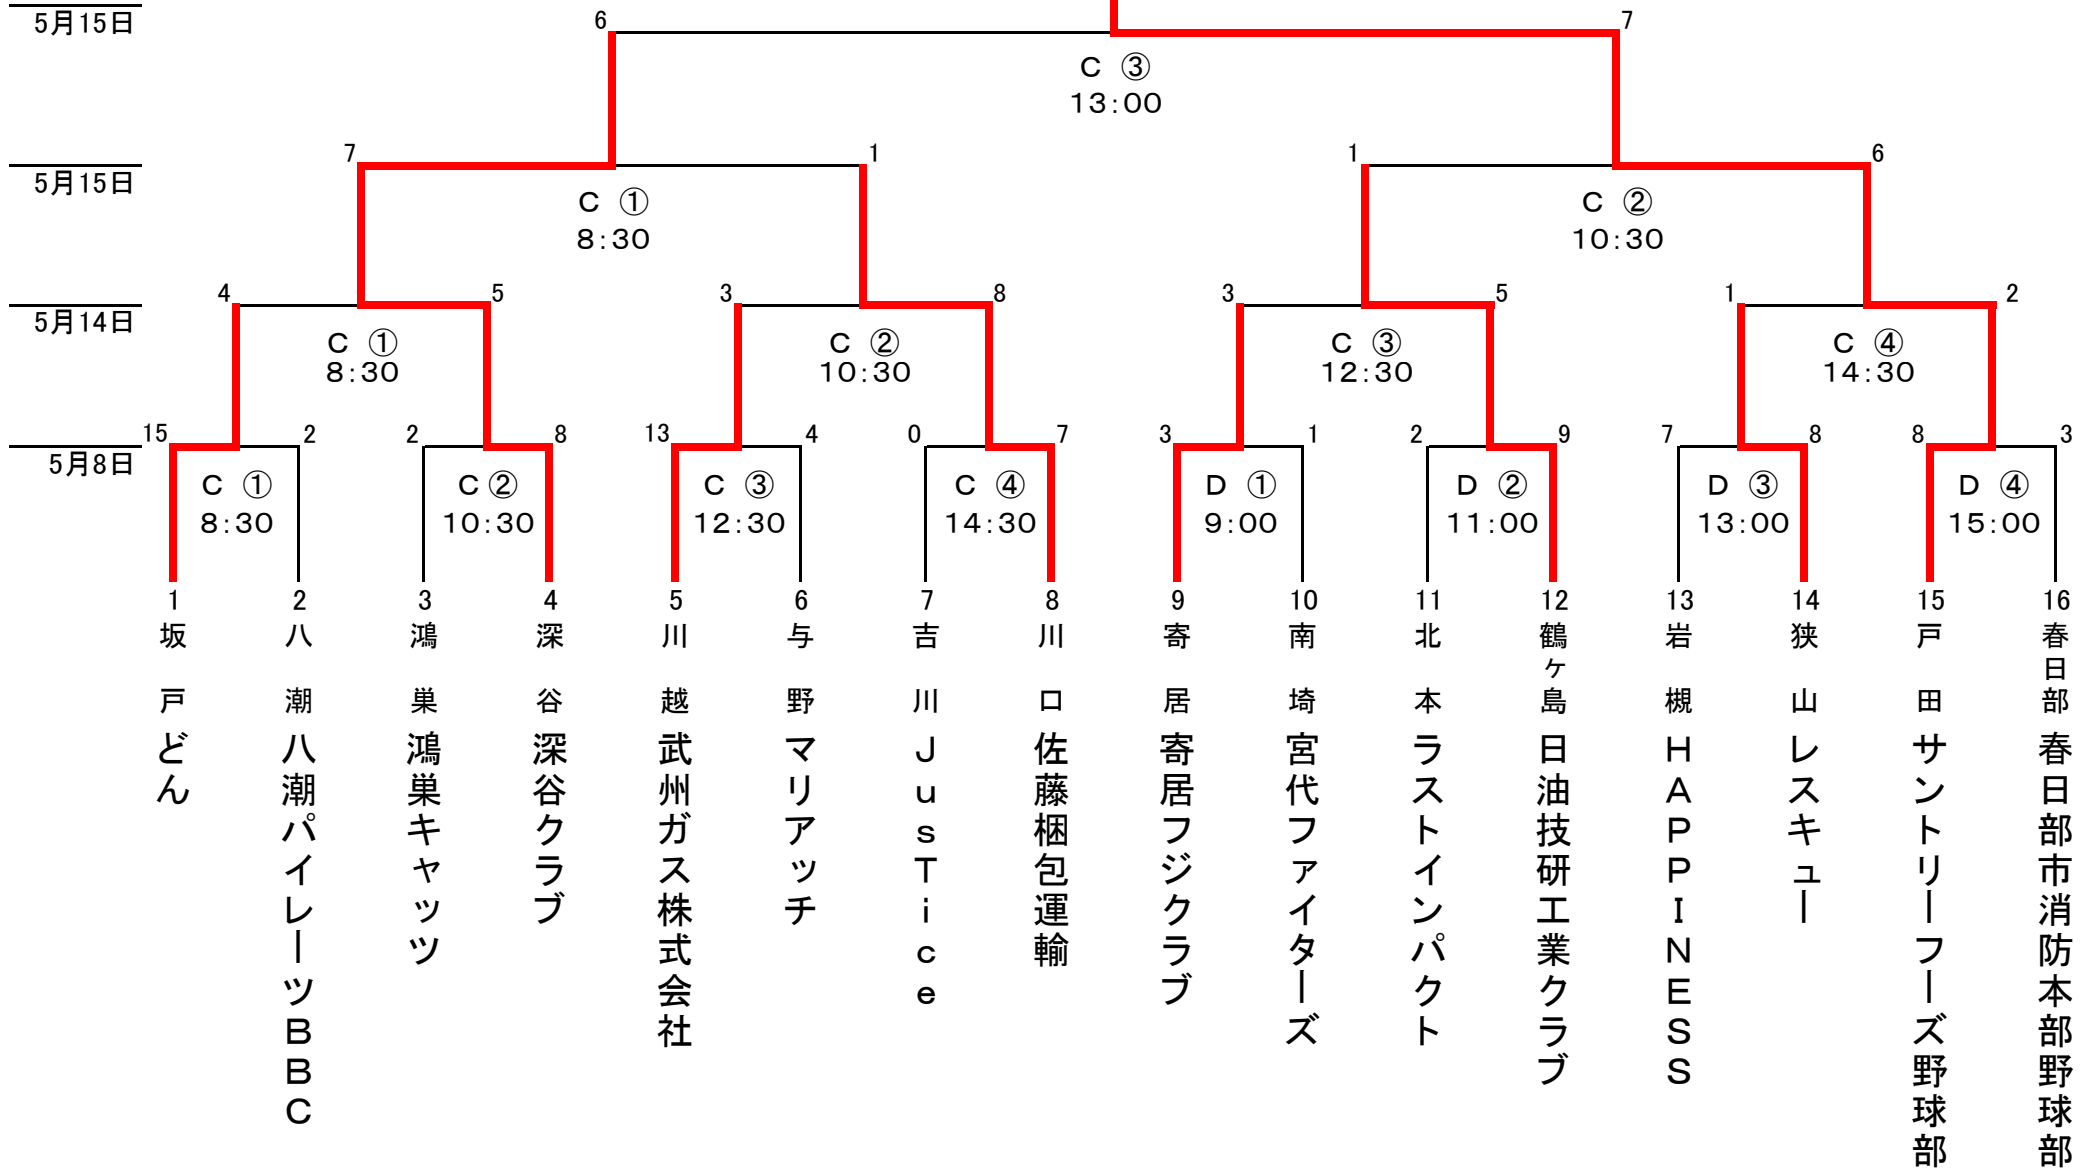 6 7
5月15日
C ③
13:00
7 1 1 6
5月15日
C ① C ②
8:30 10:30
4 5 3 8 3 5 1 2
5月14日
C ① C ② C ③ C ④
8:30 10:30 12:30 14:30
15 2 2 8 13 4 0 7 3 1 2 9 7 8 8 3
5月8日
C ① C ② C ③ C ④ D ① D ② D ③ D ④
8:30 10:30 12:30 14:30 9:00 11:00 13:00 15:00
1 2 3 4 5 6 7 8 9 10 11 12 13 14 15 16
坂戸
どん
八潮
八潮パイレーツBBC
鴻巣
鴻巣キャッツ
深谷
深谷クラブ
川越
武州ガス株式会社
与野
マリアッチ
吉川
JusTice
川口
佐藤梱包運輸
寄居
寄居フジクラブ
南埼
宮代ファイターズ
北本
ラストインパクト
鶴ヶ島
日油技研工業クラブ
岩槻
HAPPINESS
狭山
レスキュー
戸田
サントリーフーズ野球部
春日部
春日部市消防本部野球部